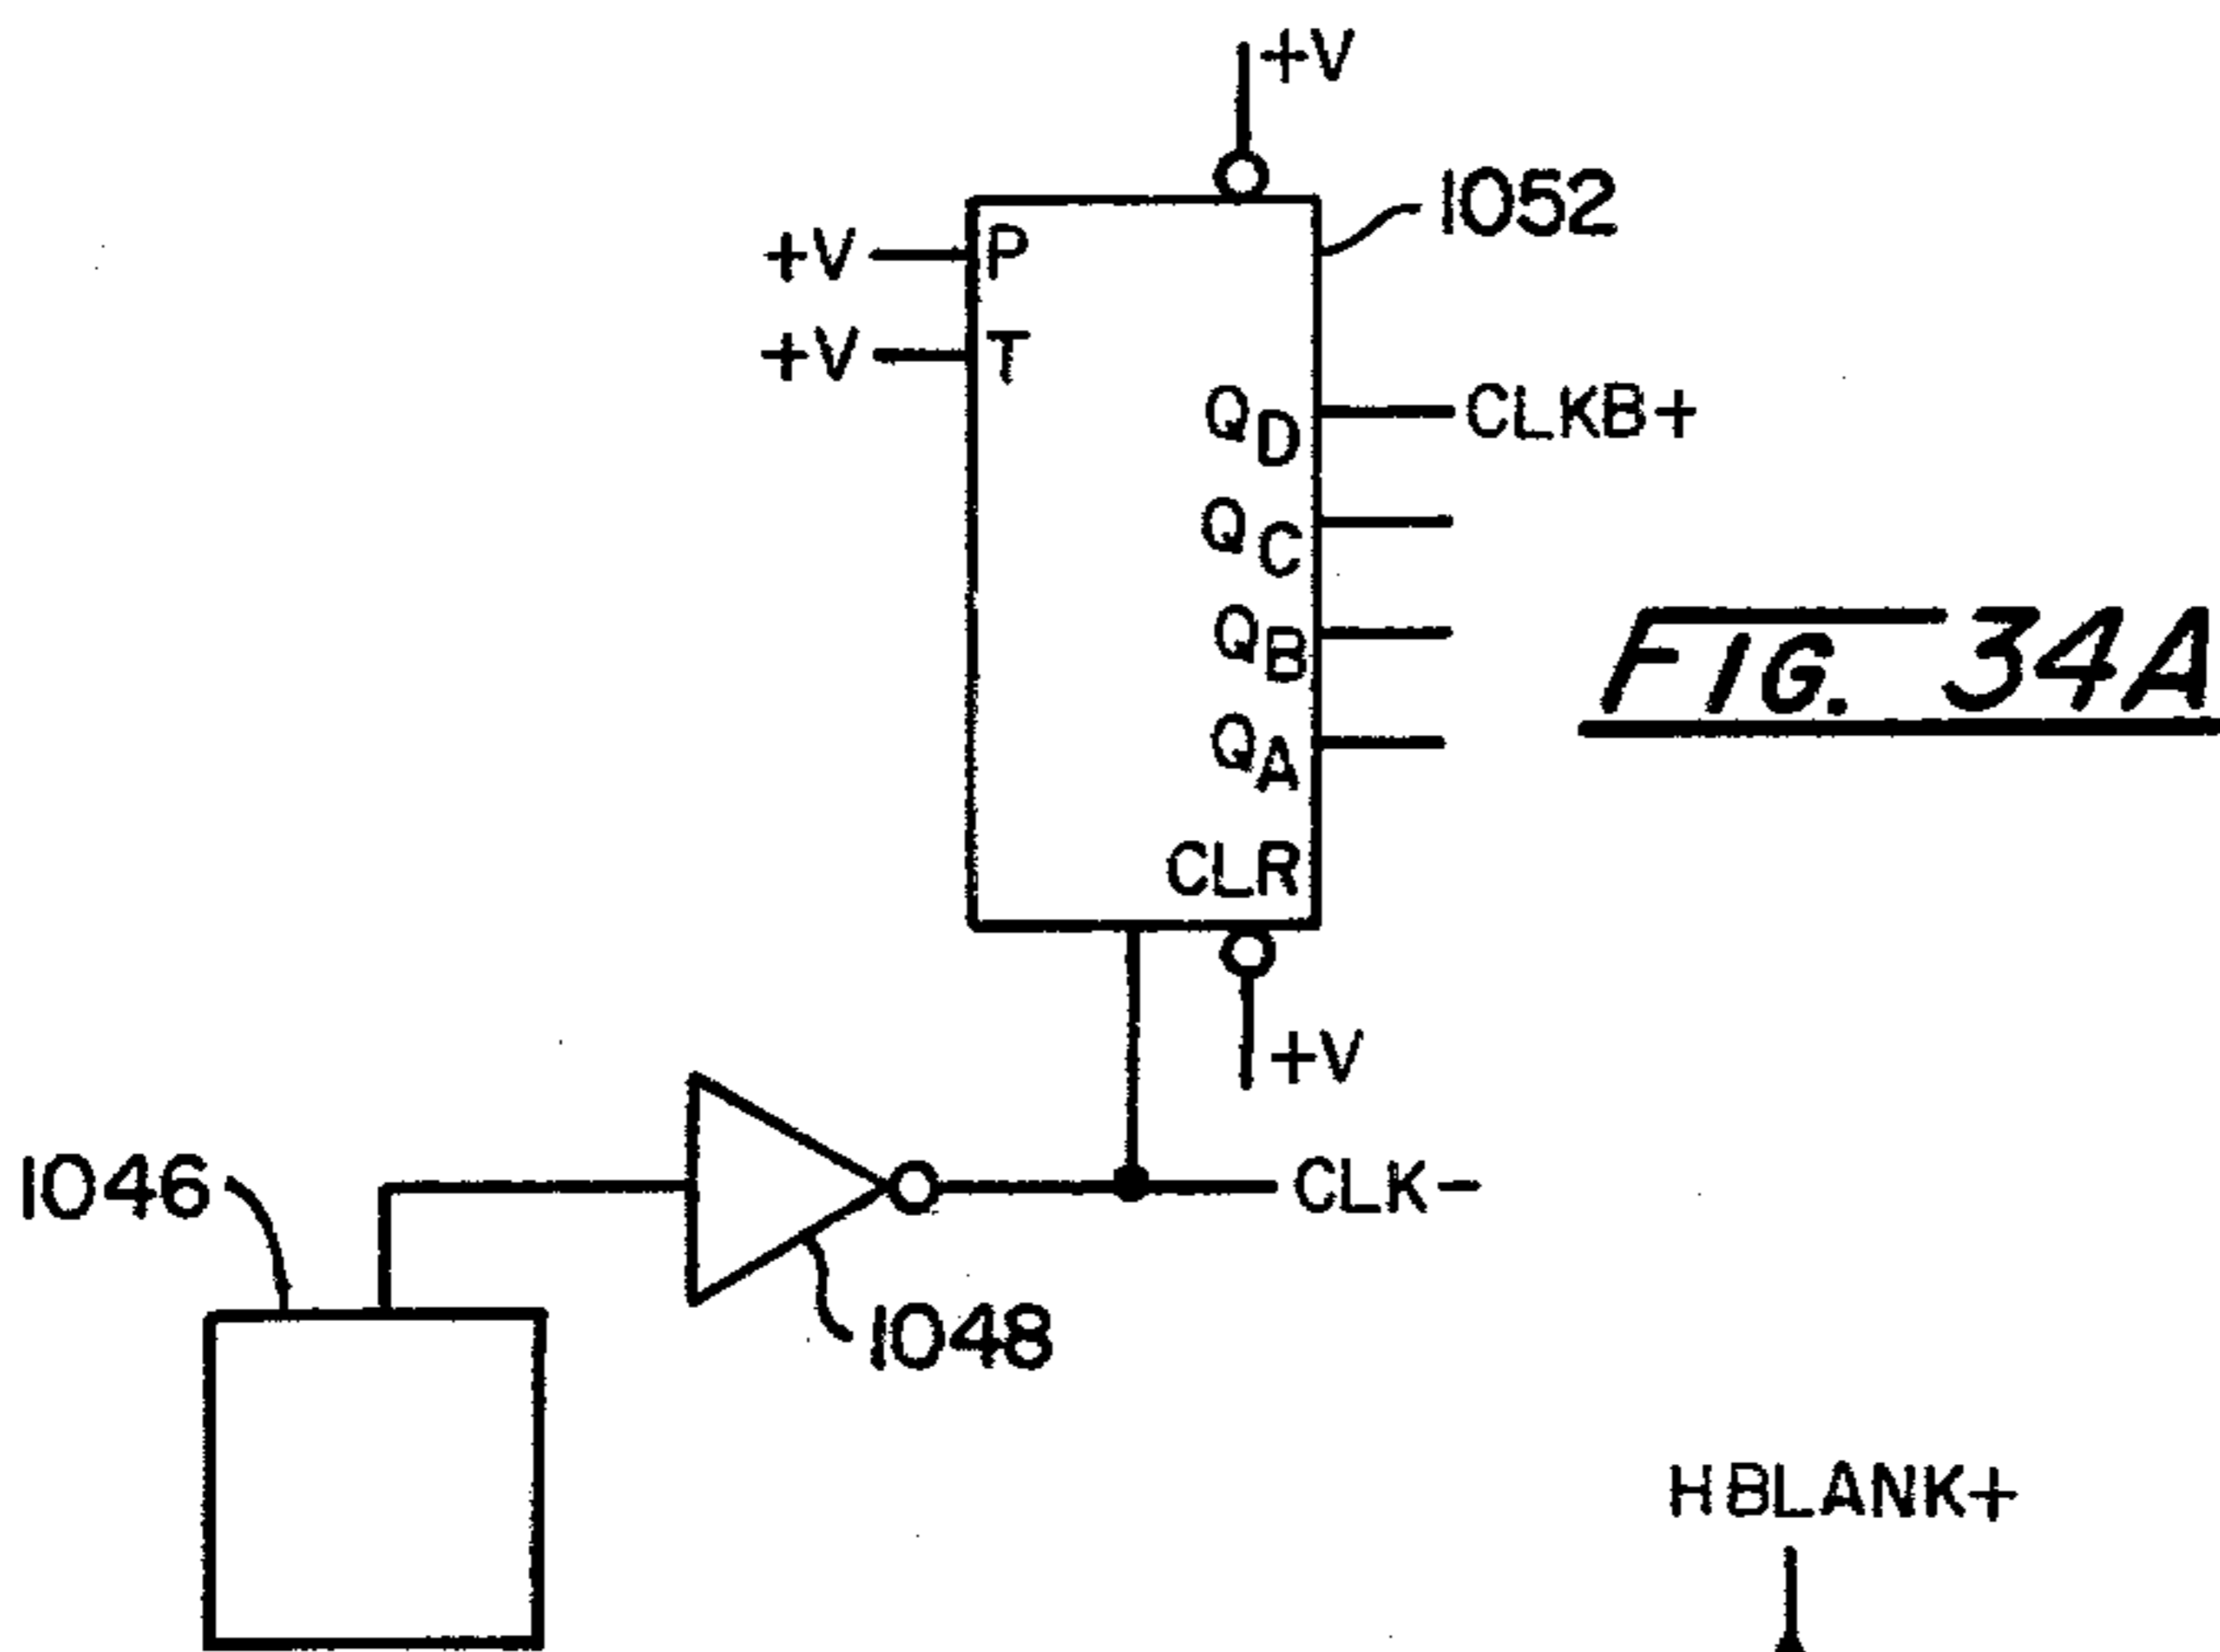 +V
1052
+V P
+V T
QD CLKB+
QC
QB
FIG. 34A
QA
CLR
+V
1046
CLK-
1048
HBLANK+